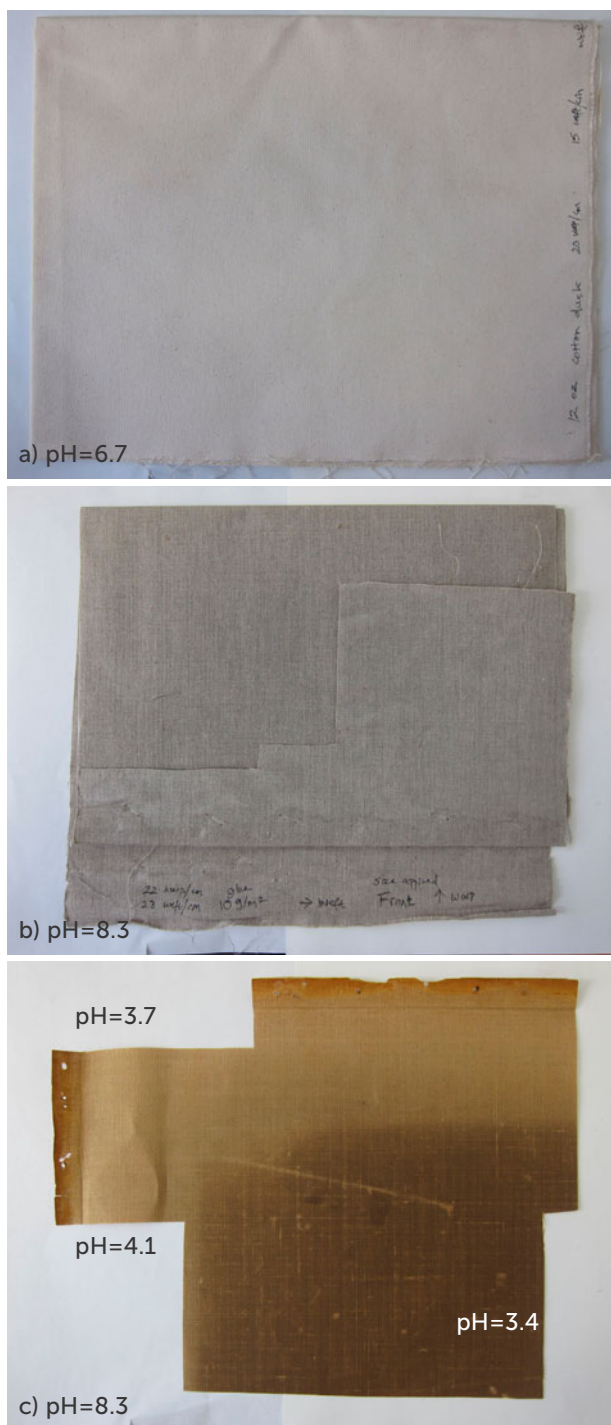 12 oz cotton duck 20 warp/cm 15 weft/cm weft
a) pH=6.7
22 warp/cm glue size applied
23 weft/cm 10 g/m² → weft Front ↑ warp
b) pH=8.3
pH=3.7
pH=4.1
pH=3.4
c) pH=8.3